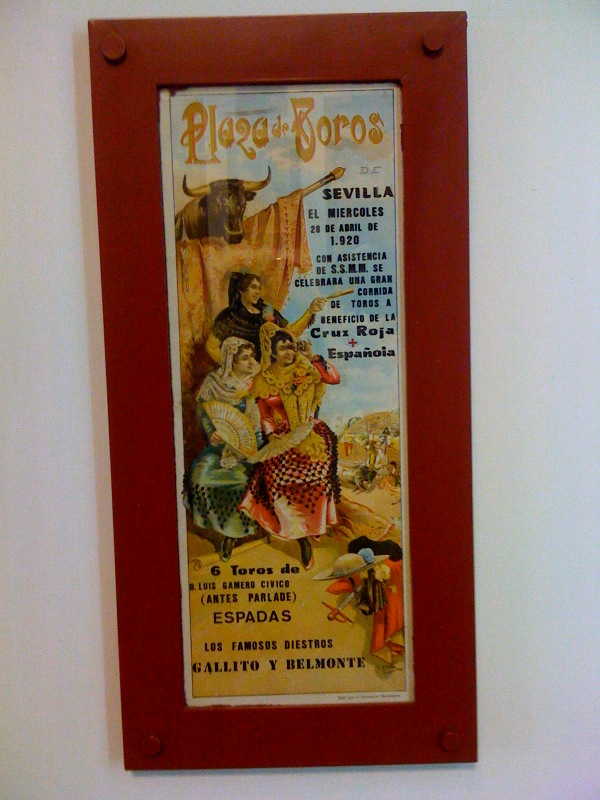 Plaza de Toros
DE
SEVILLA
EL MIERCOLES
28 DE ABRIL DE
1.920
CON ASISTENCIA
DE S.S.M.M. SE
CELEBRARA UNA GRAN
CORRIDA
DE TOROS A
BENEFICIO DE LA
Cruz Roja
+
Española
6 Toros de
D. LUIS GAMERO CIVICO
(ANTES PARLADE)
ESPADAS
LOS FAMOSOS DIESTROS
GALLITO Y BELMONTE